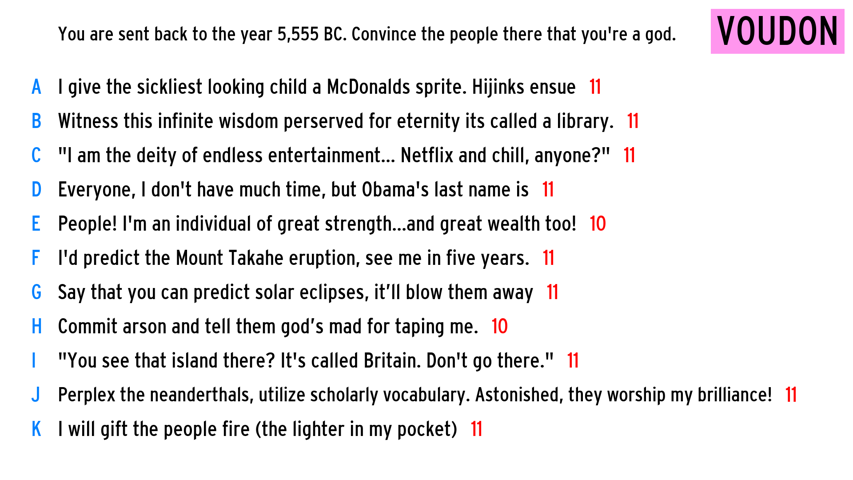 You are sent back to the year 5,555 BC. Convince the people there that you're a god.
VOUDON
A I give the sickliest looking child a McDonalds sprite. Hijinks ensue 11
B Witness this infinite wisdom perserved for eternity its called a library. 11
C "I am the deity of endless entertainment... Netflix and chill, anyone?" 11
D Everyone, I don't have much time, but Obama's last name is 11
E People! I'm an individual of great strength...and great wealth too! 10
F I'd predict the Mount Takahe eruption, see me in five years. 11
G Say that you can predict solar eclipses, it’ll blow them away 11
H Commit arson and tell them god’s mad for taping me. 10
I "You see that island there? It's called Britain. Don't go there." 11
J Perplex the neanderthals, utilize scholarly vocabulary. Astonished, they worship my brilliance! 11
K I will gift the people fire (the lighter in my pocket) 11